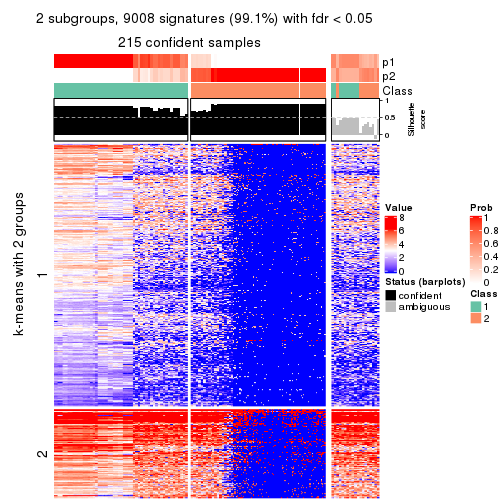 2 subgroups, 9008 signatures (99.1%) with fdr < 0.05
215 confident samples
p1
p2
Class
1
0.5
0
Silhouette
score
k-means with 2 groups
1
2
Value
8
6
4
2
0
Status (barplots)
confident
ambiguous
Prob
1
0.8
0.6
0.4
0.2
0
Class
1
2